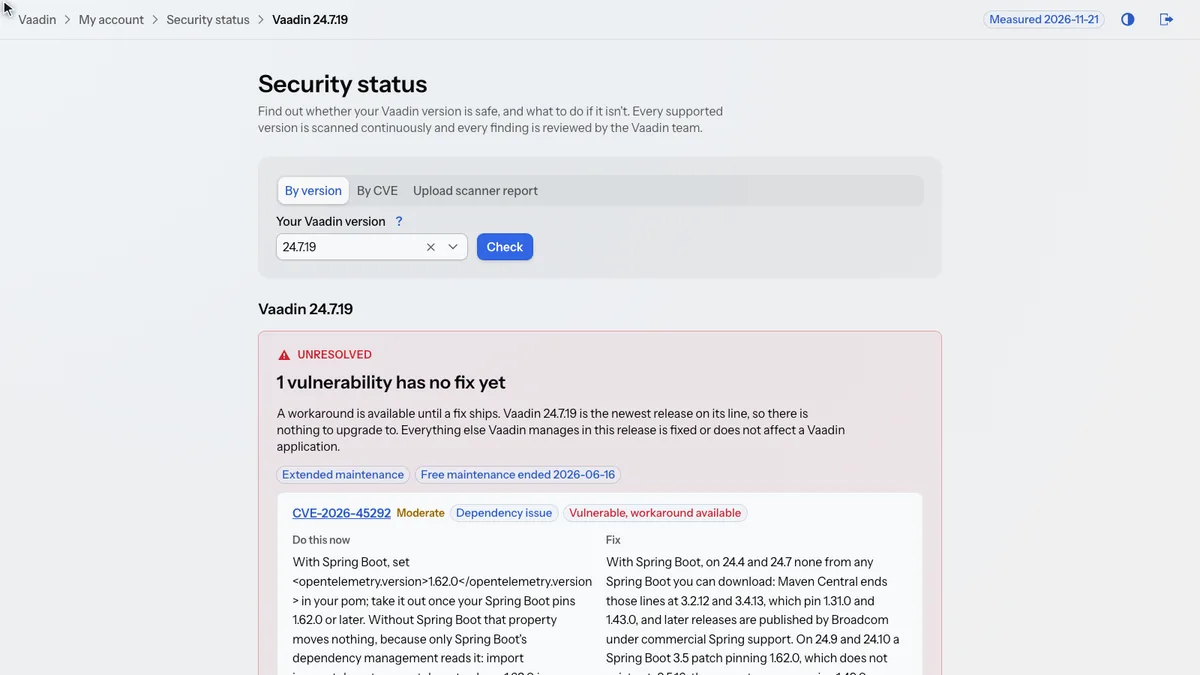 Vaadin > My account > Security status > Vaadin 24.7.19
Measured 2026-11-21
Security status
Find out whether your Vaadin version is safe, and what to do if it isn't. Every supported
version is scanned continuously and every finding is reviewed by the Vaadin team.
By version By CVE Upload scanner report
Your Vaadin version ?
24.7.19
Check
Vaadin 24.7.19
UNRESOLVED
1 vulnerability has no fix yet
A workaround is available until a fix ships. Vaadin 24.7.19 is the newest release on its line, so there is
nothing to upgrade to. Everything else Vaadin manages in this release is fixed or does not affect a Vaadin
application.
Extended maintenance Free maintenance ended 2026-06-16
CVE-2026-45292 Moderate Dependency issue Vulnerable, workaround available
Do this now
With Spring Boot, set
<opentelemetry.version>1.62.0</opentelemetry.version
> in your pom; take it out once your Spring Boot pins
1.62.0 or later. Without Spring Boot that property
moves nothing, because only Spring Boot's
dependency management reads it: import
Fix
With Spring Boot, on 24.4 and 24.7 none from any
Spring Boot you can download: Maven Central ends
those lines at 3.2.12 and 3.4.13, which pin 1.31.0 and
1.43.0, and later releases are published by Broadcom
under commercial Spring support. On 24.9 and 24.10 a
Spring Boot 3.5 patch pinning 1.62.0, which does not